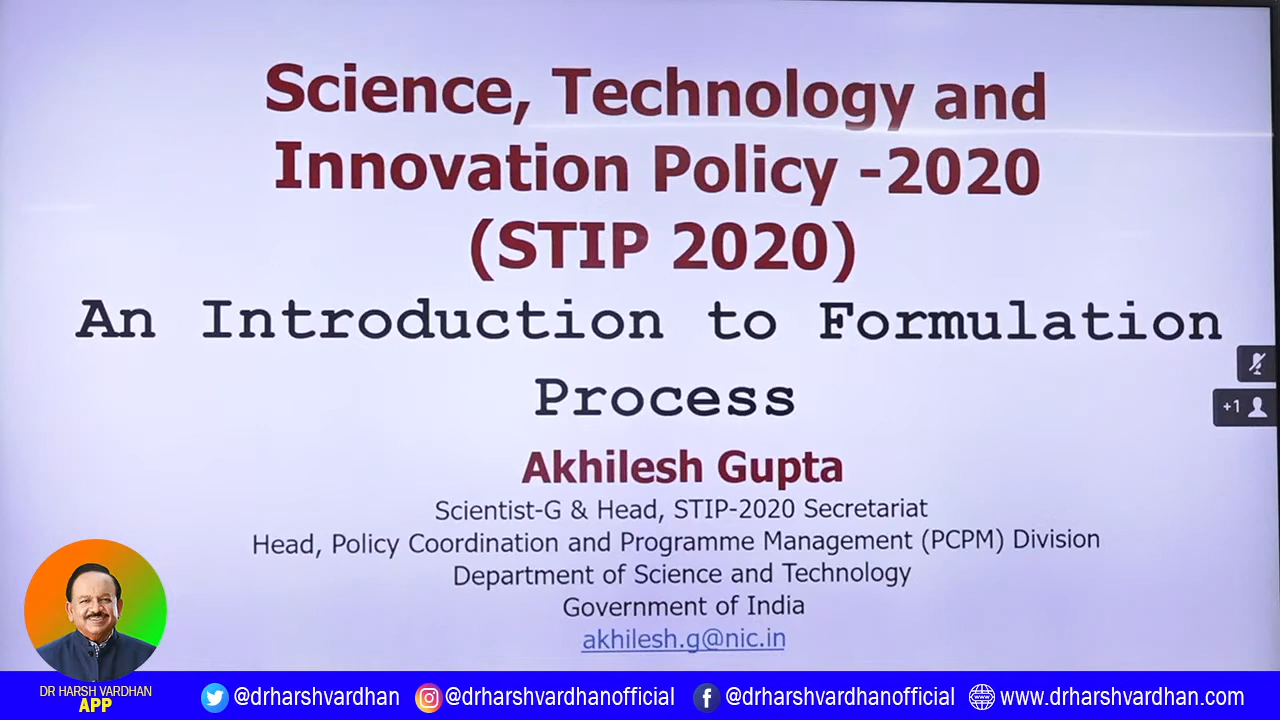 Science, Technology and
Innovation Policy -2020
(STIP 2020)
An Introduction to Formulation
Process
Akhilesh Gupta
Scientist-G & Head, STIP-2020 Secretariat
Head, Policy Coordination and Programme Management (PCPM) Division
Department of Science and Technology
Government of India
akhilesh.g@nic.in
+1
DR HARSH VARDHAN
APP
@drharshvardhan
@drharshvardhanofficial
@drharshvardhanofficial
www.drharshvardhan.com